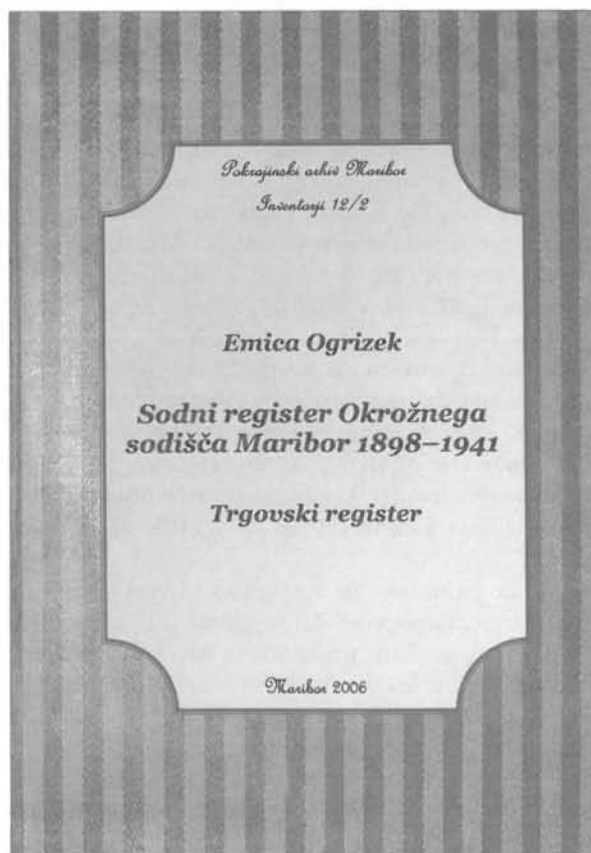 Pokrajinski arhiv Maribor
Inventarji 12/2
Emica Ogrizek
Sodni register Okrožnega
sodišča Maribor 1898–1941
Trgovski register
Maribor 2006